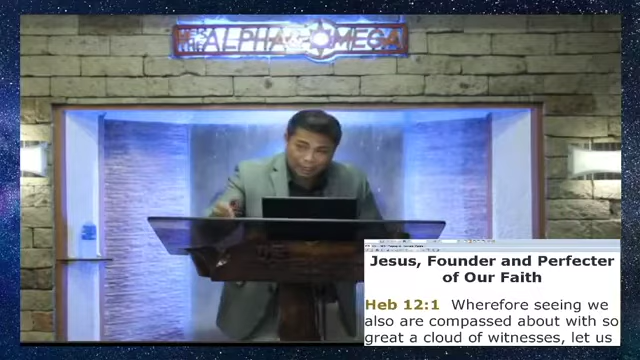 ALPHA & OMEGA
Jesus, Founder and Perfecter
of Our Faith
Heb 12:1 Wherefore seeing we
also are compassed about with so
great a cloud of witnesses, let us